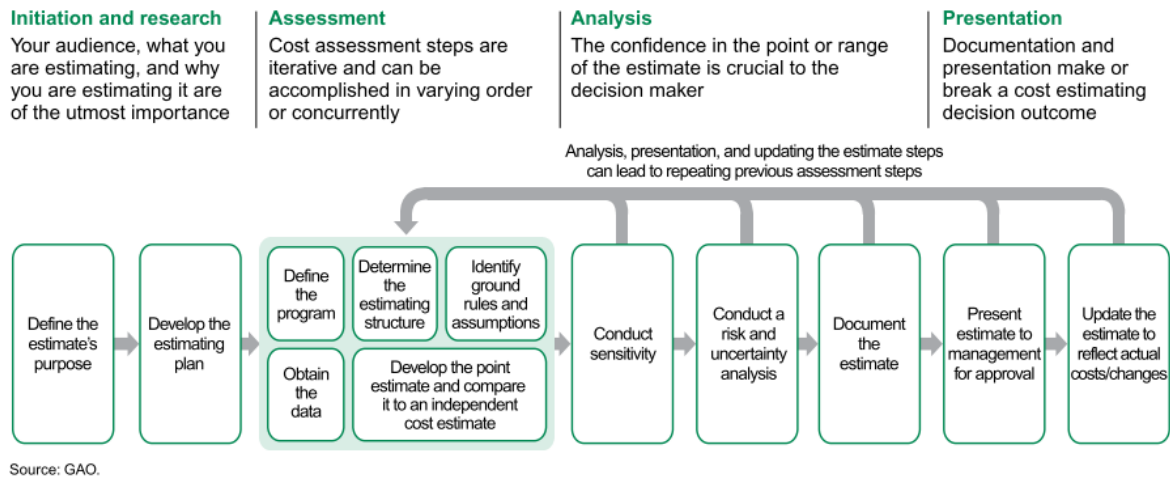 Initiation and research
Your audience, what you
are estimating, and why
you are estimating it are
of the utmost importance
Assessment
Cost assessment steps are
iterative and can be
accomplished in varying order
or concurrently
Analysis
The confidence in the point or range
of the estimate is crucial to the
decision maker
Presentation
Documentation and
presentation make or
break a cost estimating
decision outcome
Analysis, presentation, and updating the estimate steps
can lead to repeating previous assessment steps
Define the
estimate's
purpose
Develop the
estimating
plan
Define
the
program
Determine
the
estimating
structure
Identify
ground
rules and
assumptions
Obtain
the
data
Develop the point
estimate and compare
it to an independent
cost estimate
Conduct
sensitivity
Conduct a
risk and
uncertainty
analysis
Document
the
estimate
Present
estimate to
management
for approval
Update the
estimate to
reflect actual
costs/changes
Source: GAO.